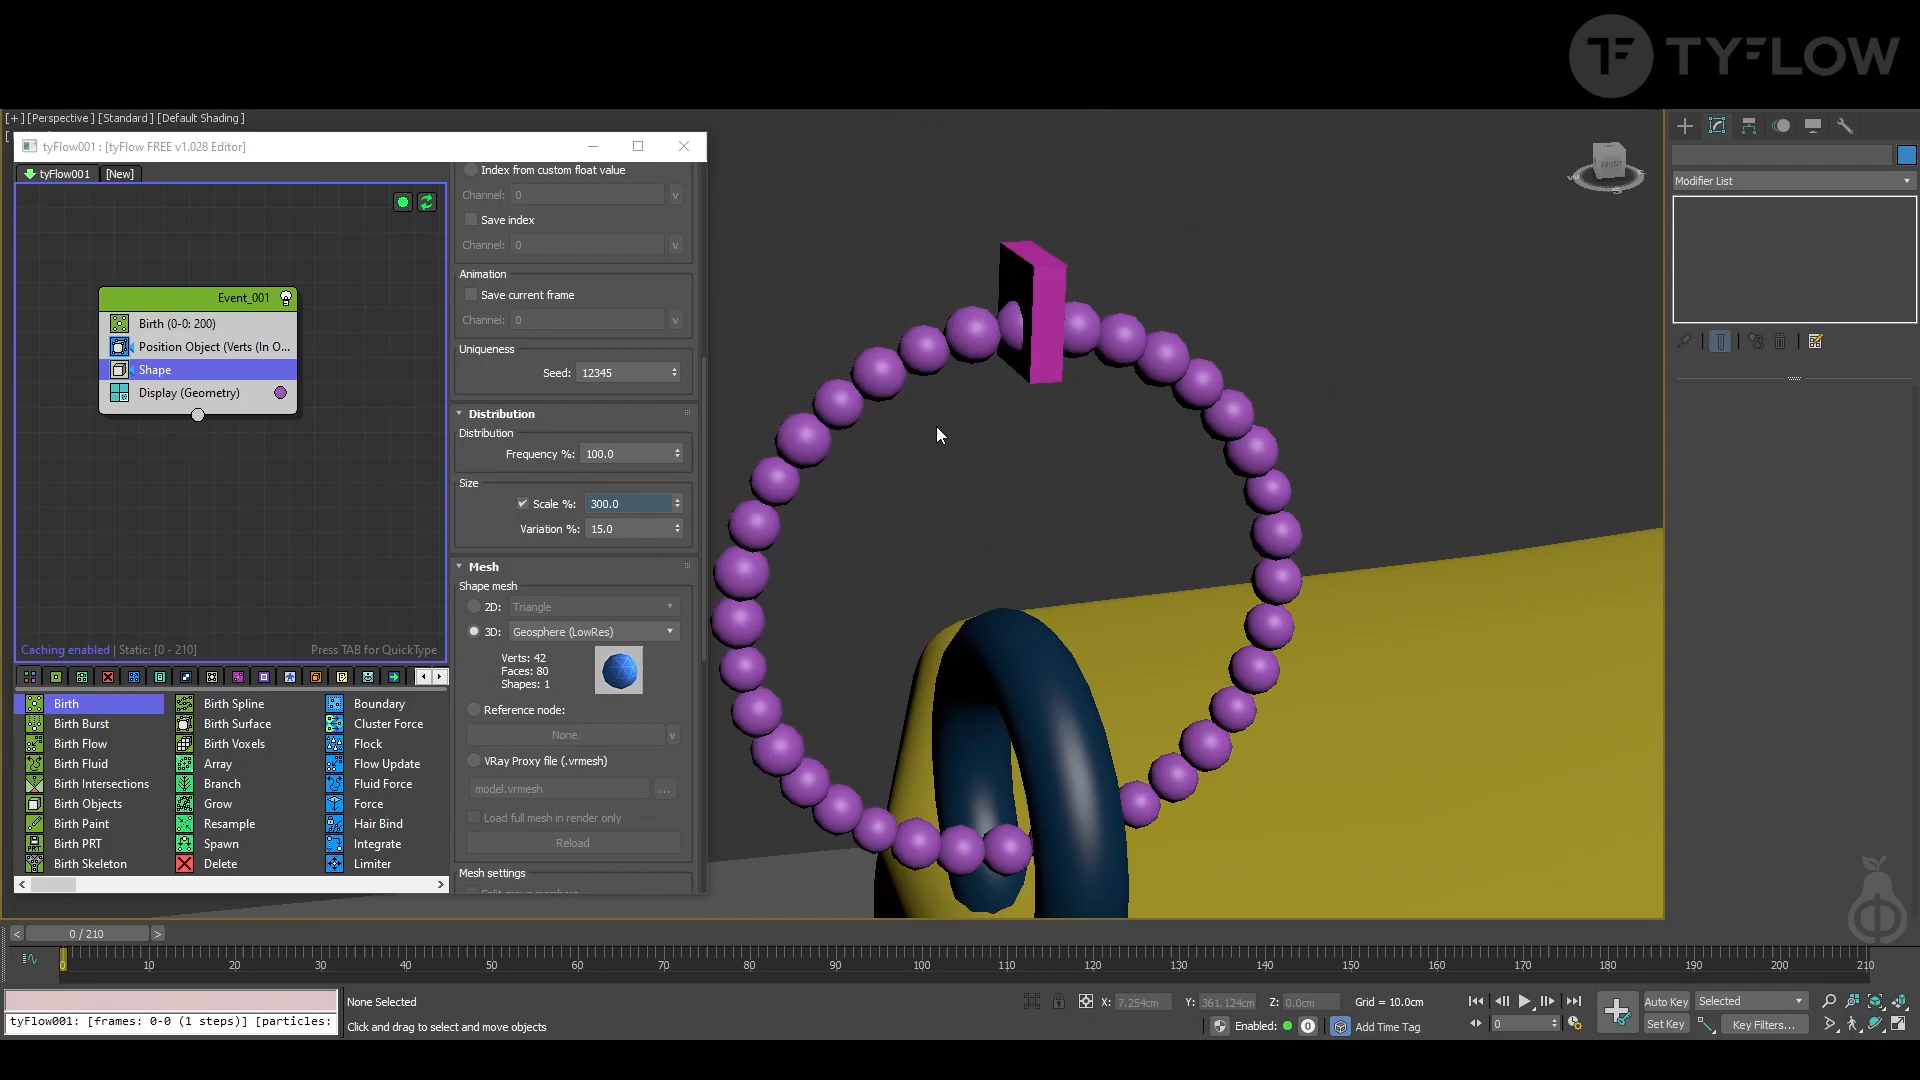 TYFLOW
[+] [Perspective] [Standard] [Default Shading]
tyFlow001 : [tyFlow FREE v1.028 Editor]
tyFlow001 [New]
Event_001
Birth (0-0: 200)
Position Object (Verts (In O...
Shape
Display (Geometry)
Caching enabled | Static: [0 - 210]
Press TAB for QuickType
Index from custom float value
Channel: 0
Save index
Channel: 0
Animation
Save current frame
Channel: 0
Uniqueness
Seed: 12345
Distribution
Distribution
Frequency %: 100.0
Size
Scale %: 300.0
Variation %: 15.0
Mesh
Shape mesh
2D: Triangle
3D: Geosphere (LowRes)
Verts: 42
Faces: 80
Shapes: 1
Reference node:
None
VRay Proxy file (.vrmesh)
model.vrmesh ...
Load full mesh in render only
Reload
Mesh settings
Birth
Birth Burst
Birth Flow
Birth Fluid
Birth Intersections
Birth Objects
Birth Paint
Birth PRT
Birth Skeleton
Birth Spline
Birth Surface
Birth Voxels
Array
Branch
Grow
Resample
Spawn
Delete
Boundary
Cluster Force
Flock
Flow Update
Fluid Force
Force
Hair Bind
Integrate
Limiter
FRONT
Modifier List
< 0 / 210 >
0 10 20 30 40 50 60 70 80 90 100 110 120 130 140 150 160 170 180 190 200 210
tyFlow001: [frames: 0-0 (1 steps)] [particles:
None Selected
Click and drag to select and move objects
X: 7.254cm Y: 361.124cm Z: 0.0cm Grid = 10.0cm
Enabled: 0 Add Time Tag
0
Auto Key Selected
Set Key Key Filters...